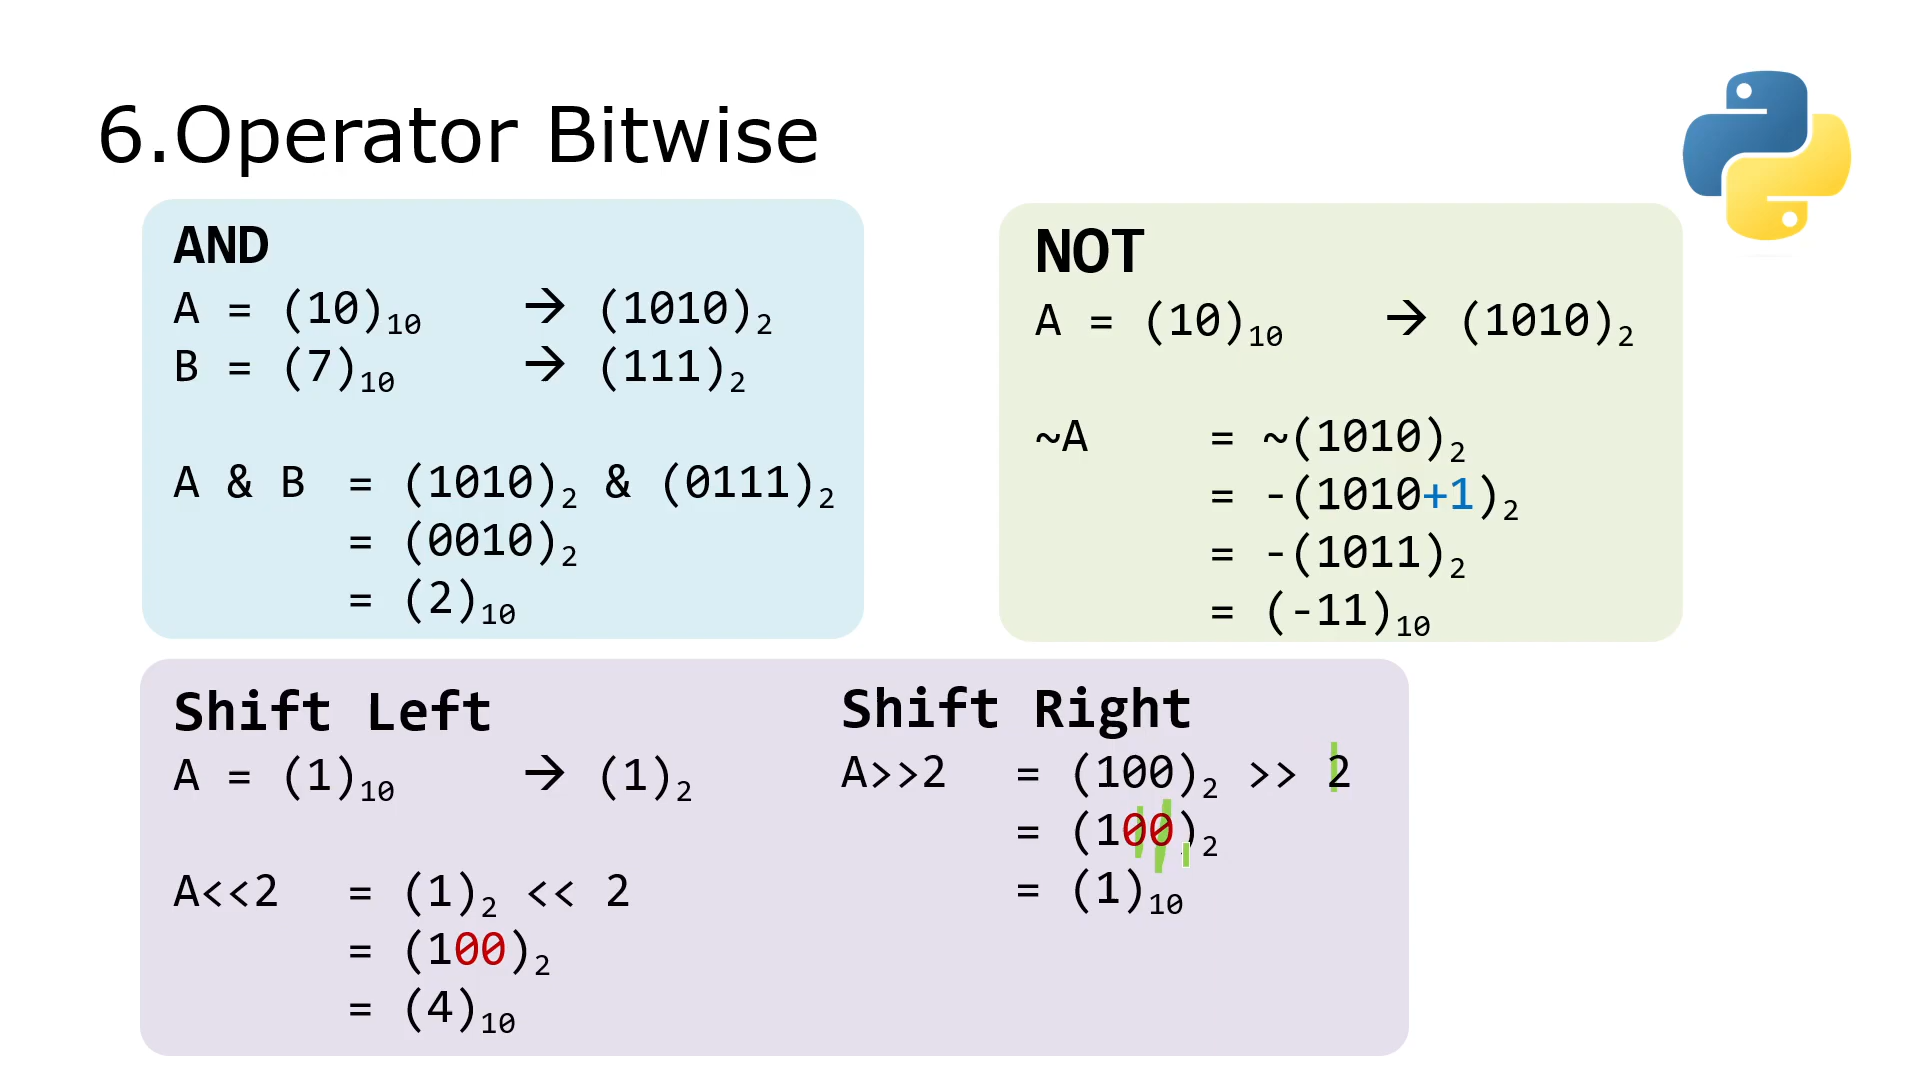 6.Operator Bitwise
AND
A = (10)₁₀ → (1010)₂
B = (7)₁₀ → (111)₂
A & B = (1010)₂ & (0111)₂
= (0010)₂
= (2)₁₀
NOT
A = (10)₁₀ → (1010)₂
~A = ~(1010)₂
= -(1010+1)₂
= -(1011)₂
= (-11)₁₀
Shift Left
A = (1)₁₀ → (1)₂
A<<2 = (1)₂ << 2
= (100)₂
= (4)₁₀
Shift Right
A>>2 = (100)₂ >> 2
= (100)₂
= (1)₁₀